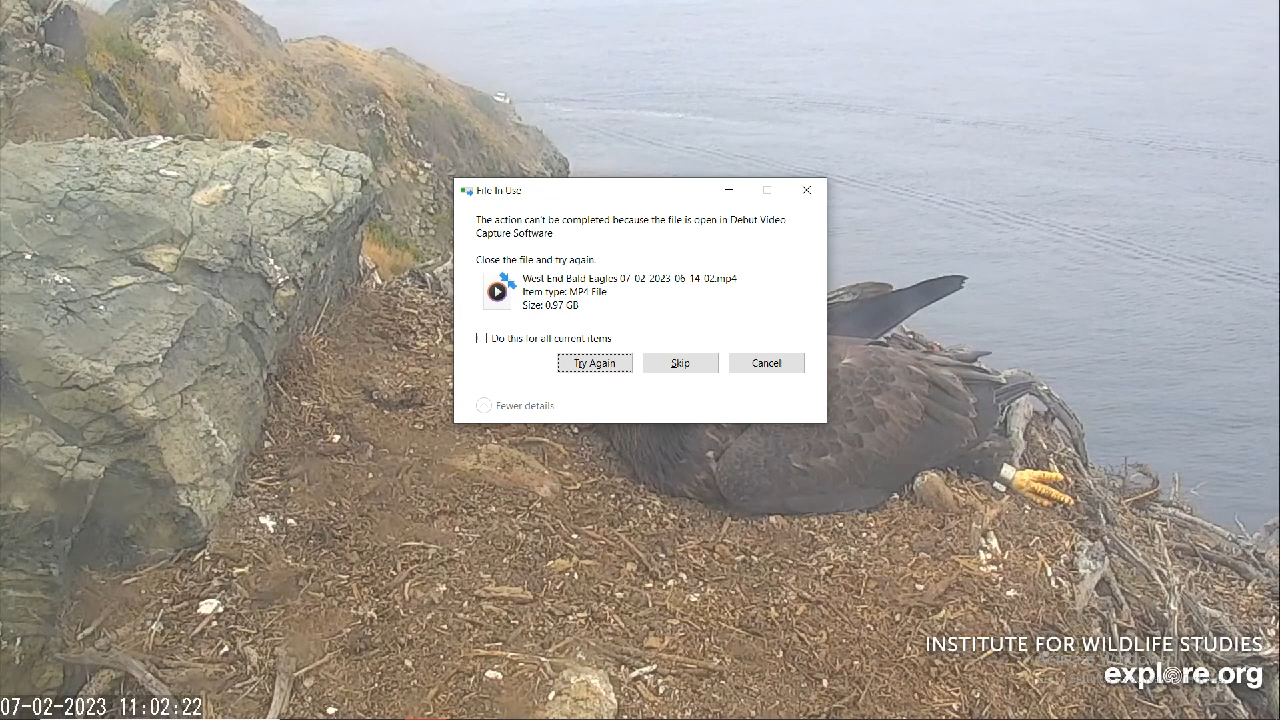 File In Use
The action can't be completed because the file is open in Debut Video
Capture Software
Close the file and try again.
West End Bald Eagles 07-02-2023 06-14-02.mp4
Item type: MP4 File
Size: 0.97 GB
Do this for all current items
Try Again Skip Cancel
Fewer details
INSTITUTE FOR WILDLIFE STUDIES
explore.org
07-02-2023 11:02:22